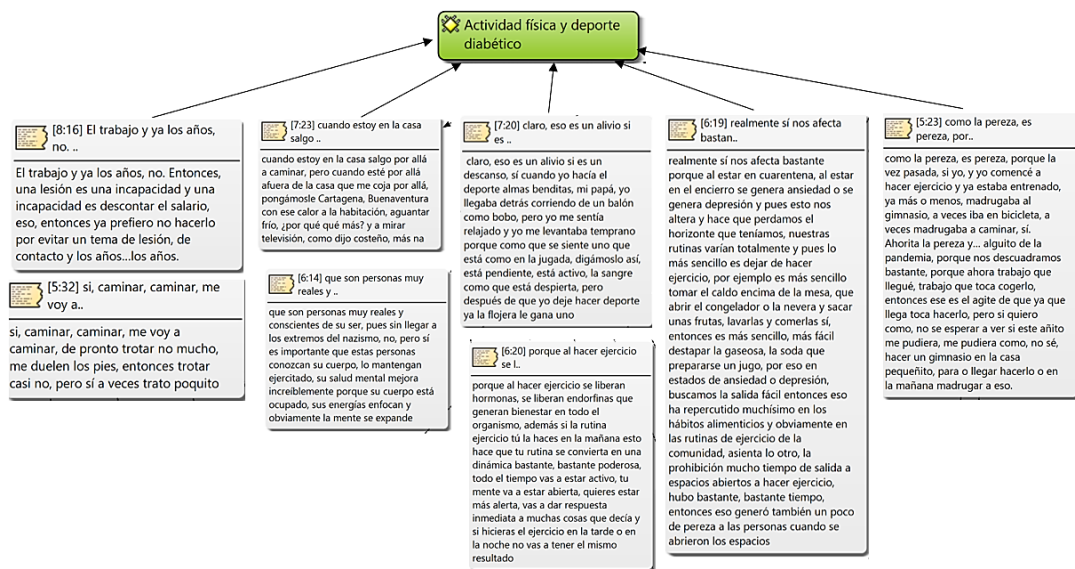 Actividad física y deporte
diabético
[8:16] El trabajo y ya los años,
no. ..
El trabajo y ya los años, no. Entonces,
una lesión es una incapacidad y una
incapacidad es descontar el salario,
eso, entonces ya prefiero no hacerlo
por evitar un tema de lesión, de
contacto y los años...los años.
[5:32] si, caminar, caminar, me
voy a..
si, caminar, caminar, me voy a
caminar, de pronto trotar no mucho,
me duelen los pies, entonces trotar
casi no, pero sí a veces trato poquito
[7:23] cuando estoy en la casa
salgo ..
cuando estoy en la casa salgo por allá
a caminar, pero cuando esté por allá
afuera de la casa que me coja por allá,
pongámosle Cartagena, Buenaventura
con ese calor a la habitación, aguantar
frío, ¿por qué qué más? y a mirar
televisión, como dijo costeño, más na
[6:14] que son personas muy
reales y ..
que son personas muy reales y
conscientes de su ser, pues sin llegar a
los extremos del nazismo, no, pero sí
es importante que estas personas
conozcan su cuerpo, lo mantengan
ejercitado, su salud mental mejora
increíblemente porque su cuerpo está
ocupado, sus energías enfocan y
obviamente la mente se expande
[7:20] claro, eso es un alivio si
es ..
claro, eso es un alivio si es un
descanso, sí cuando yo hacía el
deporte almas benditas, mi papá, yo
llegaba detrás corriendo de un balón
como bobo, pero yo me sentía
relajado y yo me levantaba temprano
porque como que se siente uno que
está como en la jugada, digámoslo así,
está pendiente, está activo, la sangre
como que está despierta, pero
después de que yo deje hacer deporte
ya la flojera le gana uno
[6:20] porque al hacer ejercicio
se l..
porque al hacer ejercicio se liberan
hormonas, se liberan endorfinas que
generan bienestar en todo el
organismo, además si la rutina
ejercicio tú la haces en la mañana esto
hace que tu rutina se convierta en una
dinámica bastante, bastante poderosa,
todo el tiempo vas a estar activo, tu
mente va a estar abierta, quieres estar
más alerta, vas a dar respuesta
inmediata a muchas cosas que decía y
si hicieras el ejercicio en la tarde o en
la noche no vas a tener el mismo
resultado
[6:19] realmente sí nos afecta
bastan..
realmente sí nos afecta bastante
porque al estar en cuarentena, al estar
en el encierro se genera ansiedad o se
genera depresión y pues esto nos
altera y hace que perdamos el
horizonte que teníamos, nuestras
rutinas varían totalmente y pues lo
más sencillo es dejar de hacer
ejercicio, por ejemplo es más sencillo
tomar el caldo encima de la mesa, que
abrir el congelador o la nevera y sacar
unas frutas, lavarlas y comerlas sí,
entonces es más sencillo, más fácil
destapar la gaseosa, la soda que
prepararse un jugo, por eso en
estados de ansiedad o depresión,
buscamos la salida fácil entonces eso
ha repercutido muchísimo en los
hábitos alimenticios y obviamente en
las rutinas de ejercicio de la
comunidad, asienta lo otro, la
prohibición mucho tiempo de salida a
espacios abiertos a hacer ejercicio,
hubo bastante, bastante tiempo,
entonces eso generó también un poco
de pereza a las personas cuando se
abrieron los espacios
[5:23] como la pereza, es
pereza, por..
como la pereza, es pereza, porque la
vez pasada, si yo, y yo comencé a
hacer ejercicio y ya estaba entrenado,
ya más o menos, madrugaba al
gimnasio, a veces iba en bicicleta, a
veces madrugaba a caminar, sí.
Ahorita la pereza y... alguito de la
pandemia, porque nos descuadramos
bastante, porque ahora trabajo que
llegué, trabajo que toca cogerlo,
entonces ese es el agite de que ya que
llega toca hacerlo, pero si quiero
como, no se esperar a ver si este añito
me pudiera, me pudiera como, no sé,
hacer un gimnasio en la casa
pequeñito, para o llegar hacerlo o en
la mañana madrugar a eso.